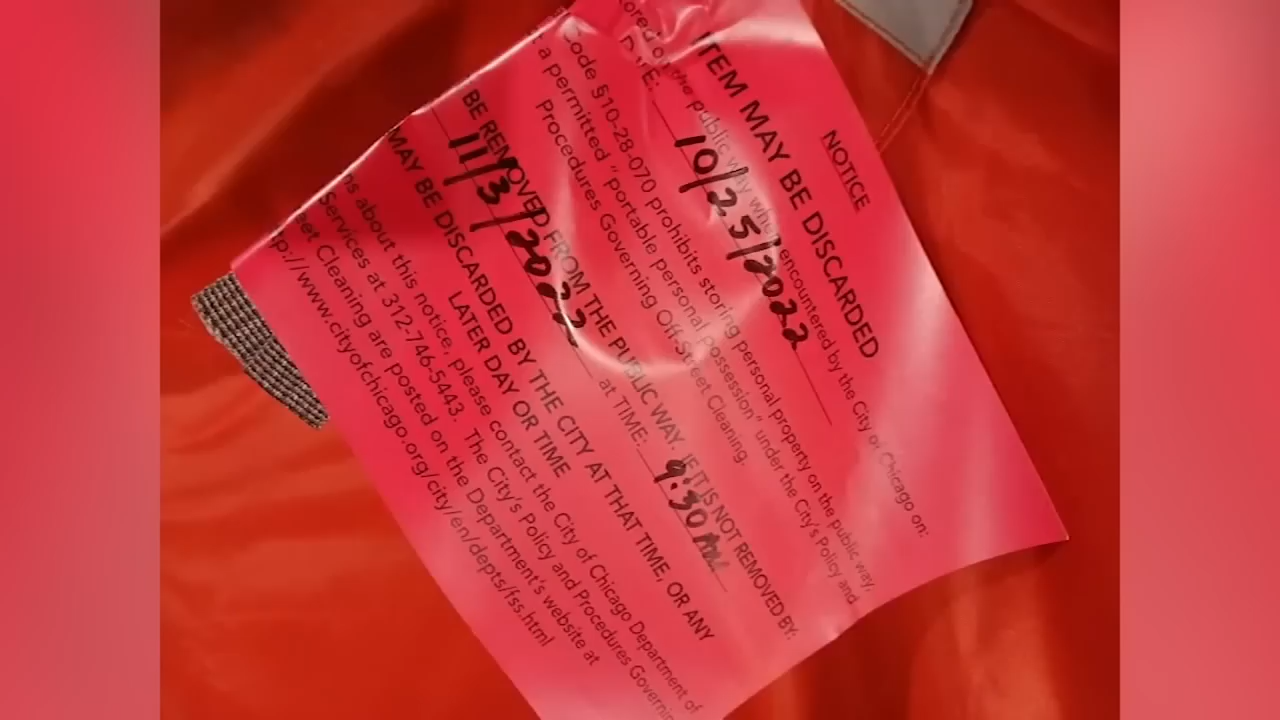 NOTICE
ITEM MAY BE DISCARDED
ored on the public way when encountered by the City of Chicago on:
DATE: 10/25/2022
Code §10-28-070 prohibits storing personal property on the public way,
a permitted "portable personal possession" under the City's Policy and
Procedures Governing Off-Street Cleaning.
BE REMOVED FROM THE PUBLIC WAY. IF IT IS NOT REMOVED BY:
11/3/2022 at TIME: 9:30 AM
MAY BE DISCARDED BY THE CITY AT THAT TIME, OR ANY
LATER DAY OR TIME
ns about this notice, please contact the City of Chicago Department of
Services at 312-746-5443. The City's Policy and Procedures Governin
eet Cleaning are posted on the Department's website at
tp://www.cityofchicago.org/city/en/depts/fss.html